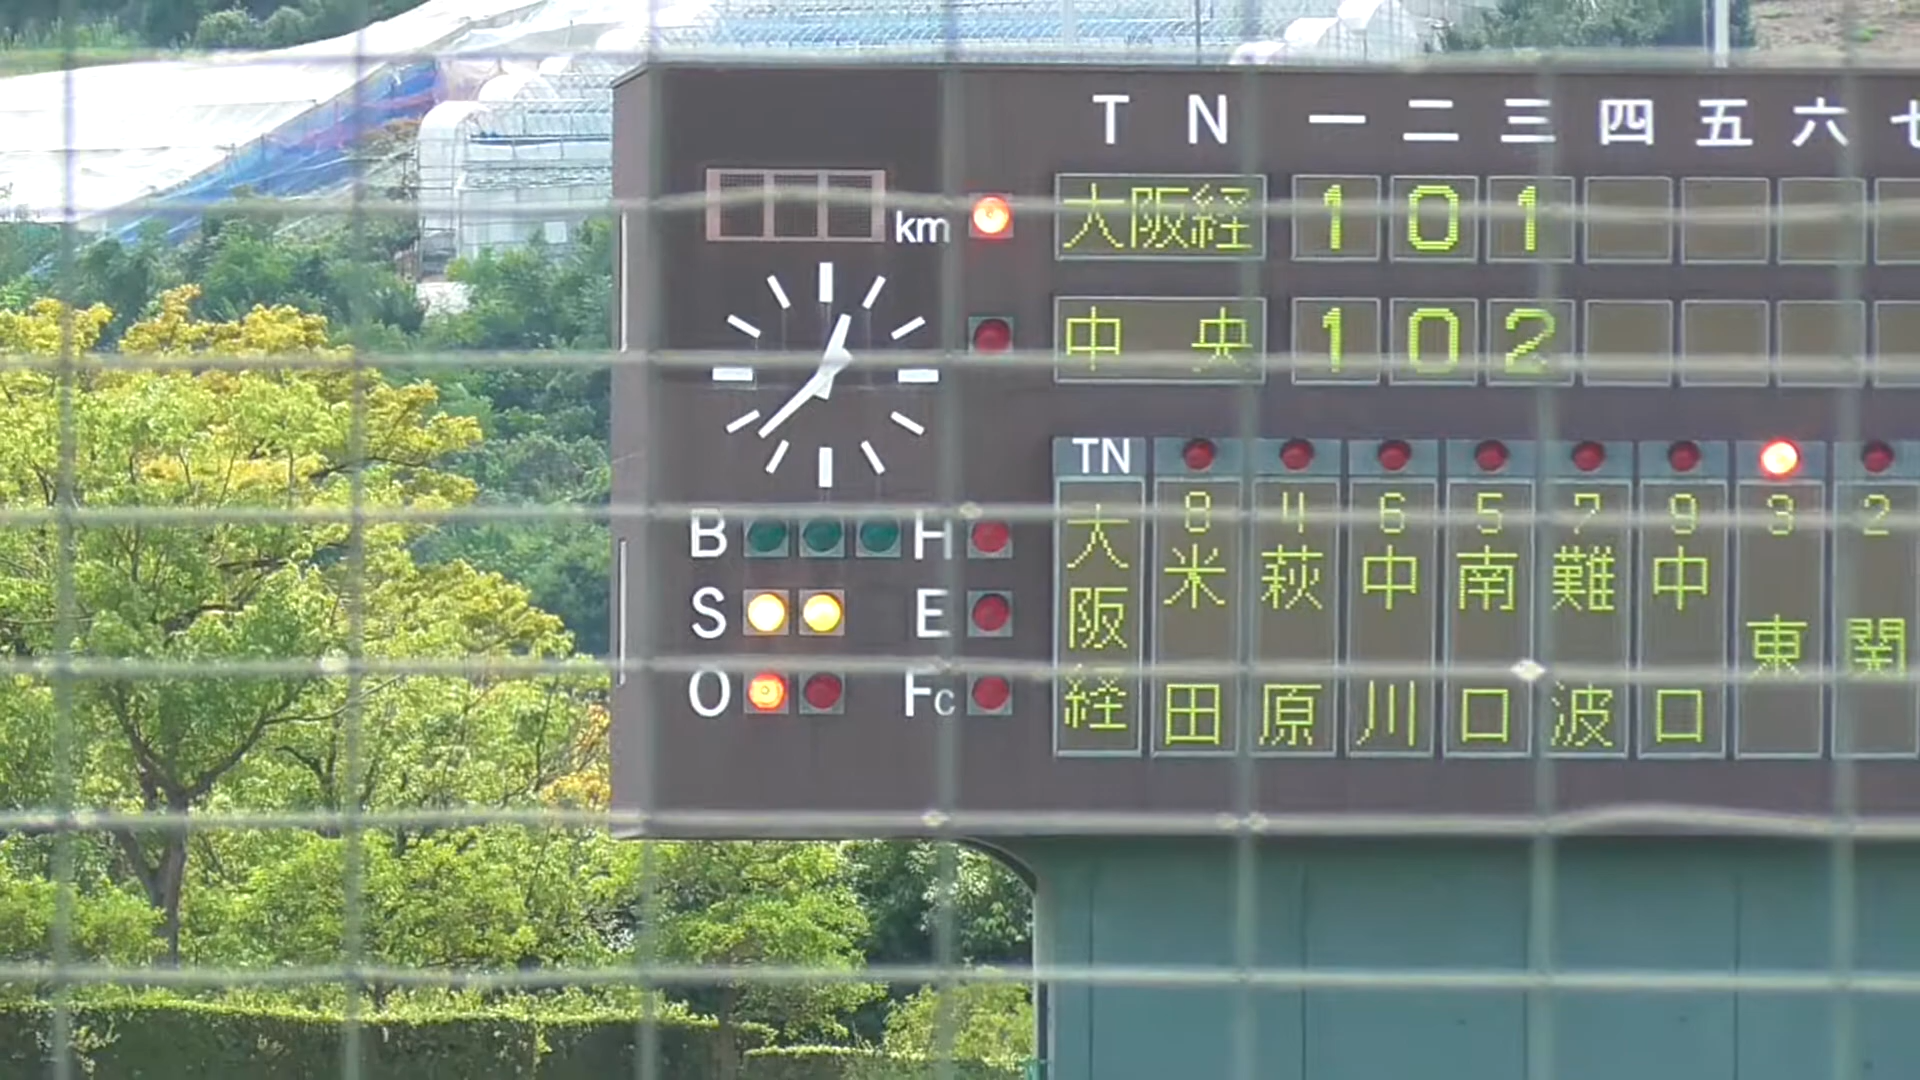 T N 一 二 三 四 五 六 七
km
大阪経 1 0 1
中央 1 0 2
TN
B H
S E
O Fc
大阪経
8 米田
4 萩原
6 中川
5 南口
7 難波
9 中口
3 東
2 関